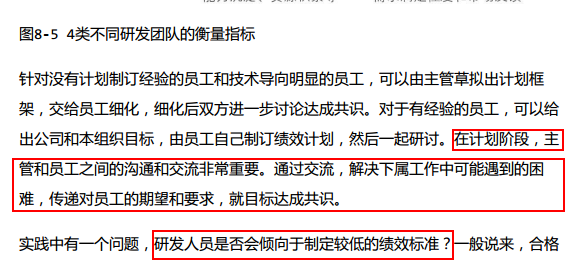 图8-5 4类不同研发团队的衡量指标
针对没有计划制订经验的员工和技术导向明显的员工，可以由主管草拟出计划框
架，交给员工细化，细化后双方进一步讨论达成共识。对于有经验的员工，可以给
出公司和本组织目标，由员工自己制订绩效计划，然后一起研讨。在计划阶段，主
管和员工之间的沟通和交流非常重要。通过交流，解决下属工作中可能遇到的困
难，传递对员工的期望和要求，就目标达成共识。
实践中有一个问题，研发人员是否会倾向于制定较低的绩效标准？一般说来，合格